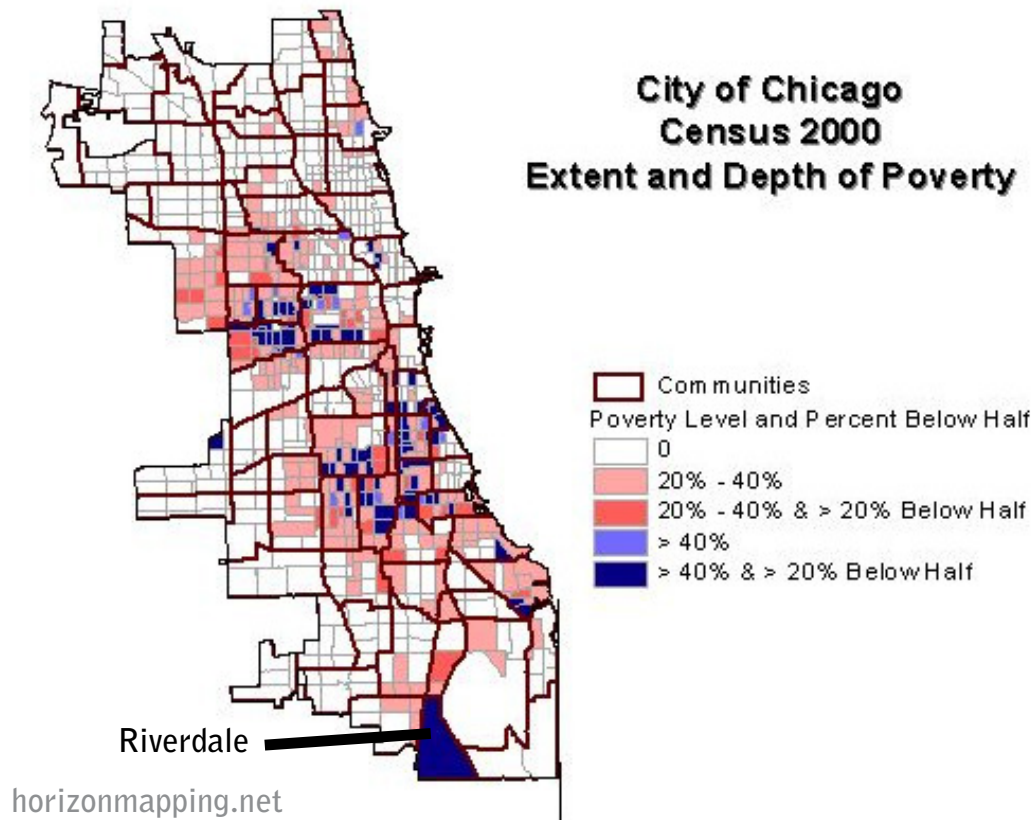 City of Chicago
Census 2000
Extent and Depth of Poverty
Communities
Poverty Level and Percent Below Half
0
20% - 40%
20% - 40% & > 20% Below Half
> 40%
> 40% & > 20% Below Half
Riverdale
horizonmapping.net